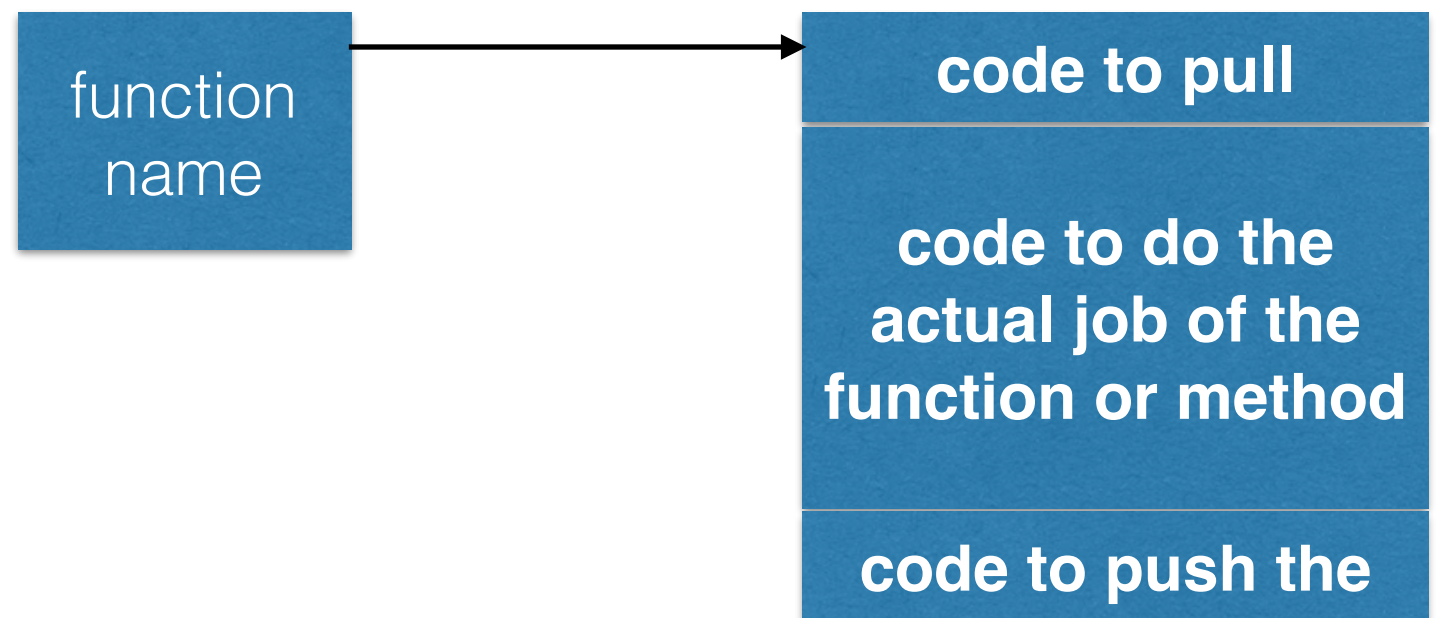 function
name
code to pull
code to do the
actual job of the
function or method
code to push the